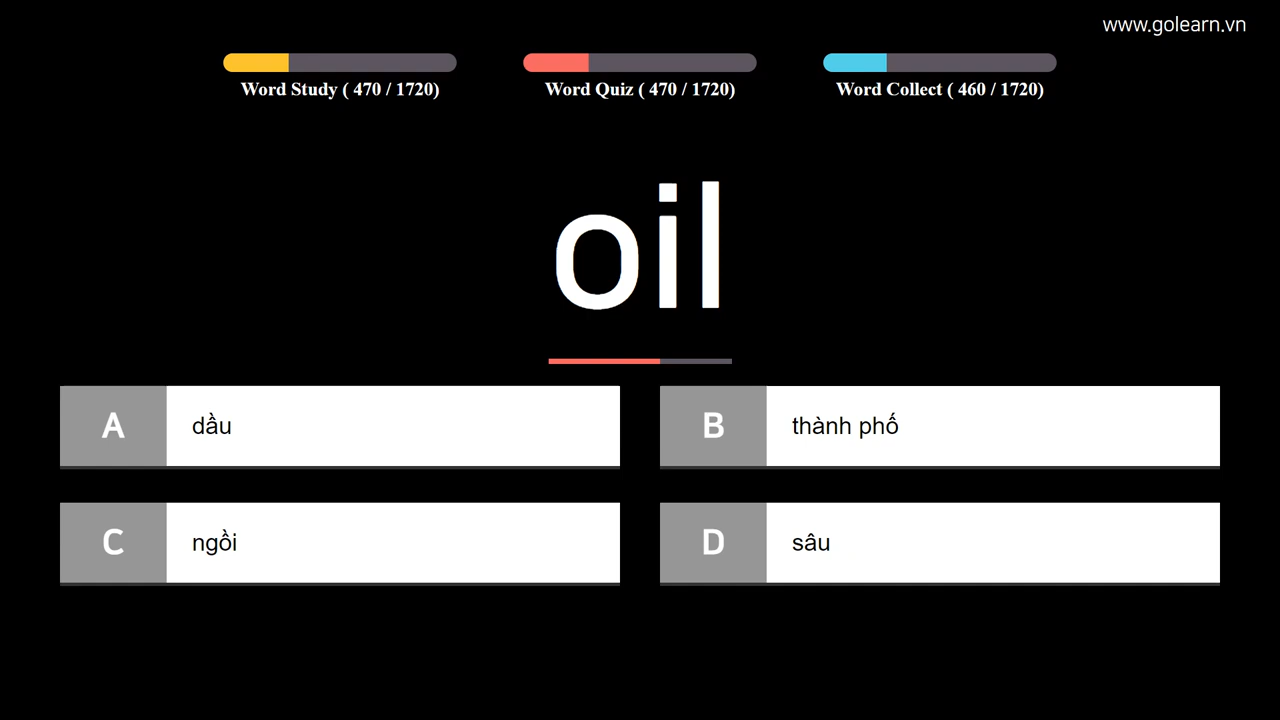 www.golearn.vn
Word Study ( 470 / 1720)
Word Quiz ( 470 / 1720)
Word Collect ( 460 / 1720)
oil
A dầu
B thành phố
C ngồi
D sâu